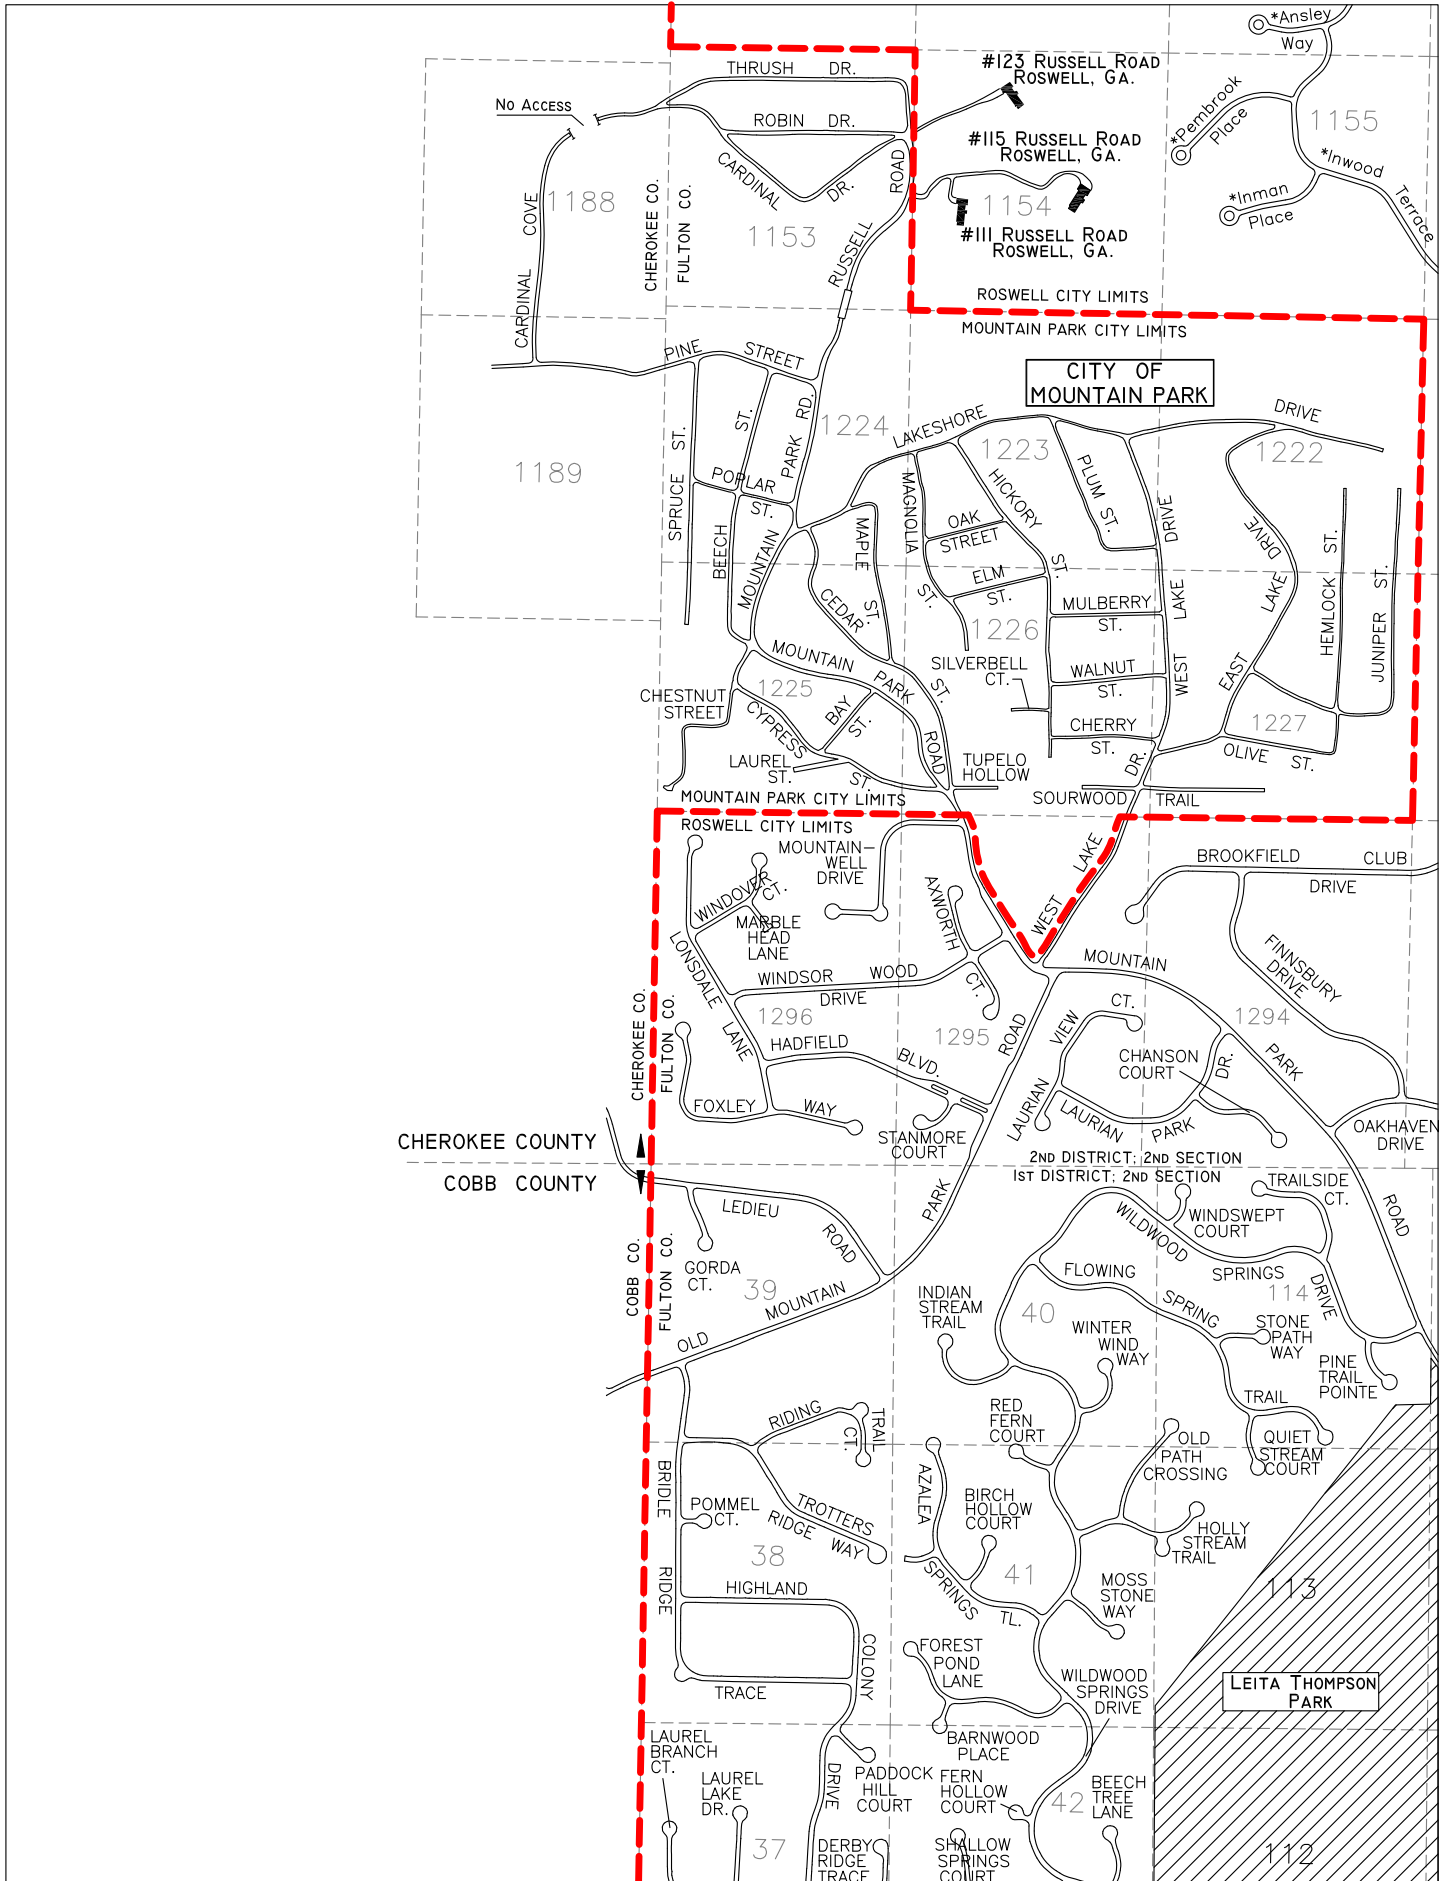 *Ansley
Way
#123 Russell Road
Roswell, Ga.
THRUSH DR.
No Access
ROBIN DR.
*Pembrook
Place
1155
#115 Russell Road
Roswell, Ga.
*Inwood
Terrace
CARDINAL
DR.
ROAD
1188
CHEROKEE CO.
FULTON CO.
1154
*Inman
Place
CARDINAL COVE
1153
RUSSELL
#111 Russell Road
Roswell, Ga.
ROSWELL CITY LIMITS
MOUNTAIN PARK CITY LIMITS
PINE STREET
CITY OF
MOUNTAIN PARK
1189
SPRUCE ST.
ST.
BEECH
POPLAR
ST.
MOUNTAIN
PARK RD.
1224
LAKESHORE
DRIVE
1223
1222
MAGNOLIA
ST.
HICKORY
ST.
PLUM ST.
OAK
STREET
MAPLE
ST.
CEDAR
ST.
ELM
ST.
DRIVE
LAKE
WEST
DRIVE
LAKE
EAST
HEMLOCK ST.
JUNIPER ST.
MULBERRY
ST.
1226
SILVERBELL
CT.
WALNUT
ST.
MOUNTAIN
PARK
ROAD
1225
CHESTNUT
STREET
CYPRESS
ST.
BAY
ST.
CHERRY
ST.
1227
OLIVE ST.
LAUREL
ST.
TUPELO
HOLLOW
DR.
SOURWOOD TRAIL
MOUNTAIN PARK CITY LIMITS
ROSWELL CITY LIMITS
MOUNTAIN-
WELL
DRIVE
LAKE
WEST
BROOKFIELD CLUB
DRIVE
WINDOVER
CT.
MARBLE
HEAD
LANE
AXWORTH
CT.
LONSDALE
LANE
WINDSOR WOOD
DRIVE
MOUNTAIN
PARK
ROAD
FINNSBURY
DRIVE
CHEROKEE CO.
FULTON CO.
1296
1295
1294
HADFIELD BLVD.
ROAD
LAURIAN VIEW
CT.
CHANSON
COURT
DR.
FOXLEY WAY
STANMORE
COURT
LAURIAN PARK
OAKHAVEN
DRIVE
CHEROKEE COUNTY
COBB COUNTY
2nd DISTRICT; 2nd SECTION
1st DISTRICT; 2nd SECTION
LEDIEU
ROAD
PARK
WINDSWEPT
COURT
TRAILSIDE
CT.
COBB CO.
FULTON CO.
GORDA
CT.
39
WILDWOOD
SPRINGS
DRIVE
114
OLD
MOUNTAIN
INDIAN
STREAM
TRAIL
40
FLOWING
SPRING
TRAIL
WINTER
WIND
WAY
STONE
PATH
WAY
PINE
TRAIL
POINTE
RIDING
TRAIL
CT.
RED
FERN
COURT
OLD
PATH
CROSSING
QUIET
STREAM
COURT
BRIDLE
RIDGE
POMMEL
CT.
TROTTERS
RIDGE WAY
AZALEA
SPRINGS
TL.
BIRCH
HOLLOW
COURT
HOLLY
STREAM
TRAIL
38
41
HIGHLAND
COLONY
MOSS
STONE
WAY
113
TRACE
FOREST
POND
LANE
WILDWOOD
SPRINGS
DRIVE
Leita Thompson
Park
LAUREL
BRANCH
CT.
BARNWOOD
PLACE
LAUREL
LAKE
DR.
DRIVE
PADDOCK
HILL
COURT
FERN
HOLLOW
COURT
42
BEECH
TREE
LANE
37
DERBY
RIDGE
TRACE
SHALLOW
SPRINGS
COURT
112